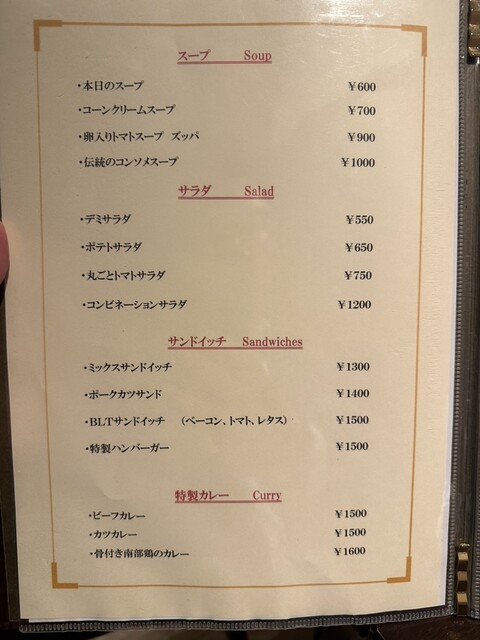 スープ Soup
・本日のスープ ￥600
・コーンクリームスープ ￥700
・卵入りトマトスープ ズッパ ￥900
・伝統のコンソメスープ ￥1000
サラダ Salad
・デミサラダ ￥550
・ポテトサラダ ￥650
・丸ごとトマトサラダ ￥750
・コンビネーションサラダ ￥1200
サンドイッチ Sandwiches
・ミックスサンドイッチ ￥1300
・ポークカツサンド ￥1400
・BLTサンドイッチ （ベーコン、トマト、レタス） ￥1500
・特製ハンバーガー ￥1500
特製カレー Curry
・ビーフカレー ￥1500
・カツカレー ￥1500
・骨付き南部鶏のカレー ￥1600